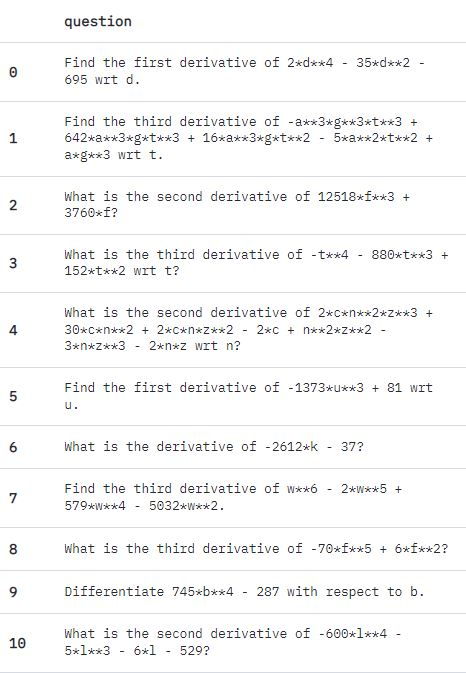 question
0
Find the first derivative of 2*d**4 - 35*d**2 -
695 wrt d.
1
Find the third derivative of -a**3*g**3*t**3 +
642*a**3*g*t**3 + 16*a**3*g*t**2 - 5*a**2*t**2 +
a*g**3 wrt t.
2
What is the second derivative of 12518*f**3 +
3760*f?
3
What is the third derivative of -t**4 - 880*t**3 +
152*t**2 wrt t?
4
What is the second derivative of 2*c*n**2*z**3 +
30*c*n**2 + 2*c*n*z**2 - 2*c + n**2*z**2 -
3*n*z**3 - 2*n*z wrt n?
5
Find the first derivative of -1373*u**3 + 81 wrt
u.
6
What is the derivative of -2612*k - 37?
7
Find the third derivative of w**6 - 2*w**5 +
579*w**4 - 5032*w**2.
8
What is the third derivative of -70*f**5 + 6*f**2?
9
Differentiate 745*b**4 - 287 with respect to b.
10
What is the second derivative of -600*l**4 -
5*l**3 - 6*l - 529?